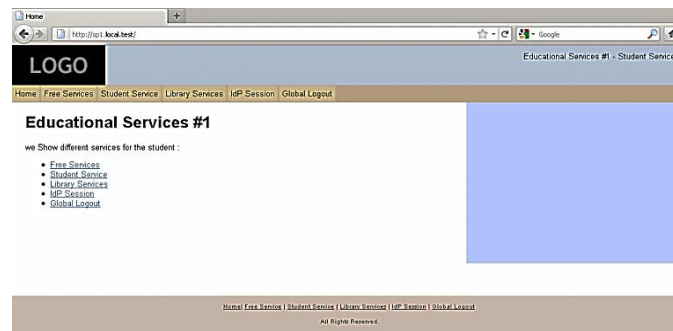 Home
http://sp1.local.test/
Google
LOGO
Educational Services #1 - Student Service
Home Free Services Student Service Library Services IdP Session Global Logout
Educational Services #1
we Show different services for the student :
Free Services
Student Service
Library Services
IdP Session
Global Logout
Home| Free Service | Student Service | Library Services | IdP Session | Global Logout
All Rights Reserved.